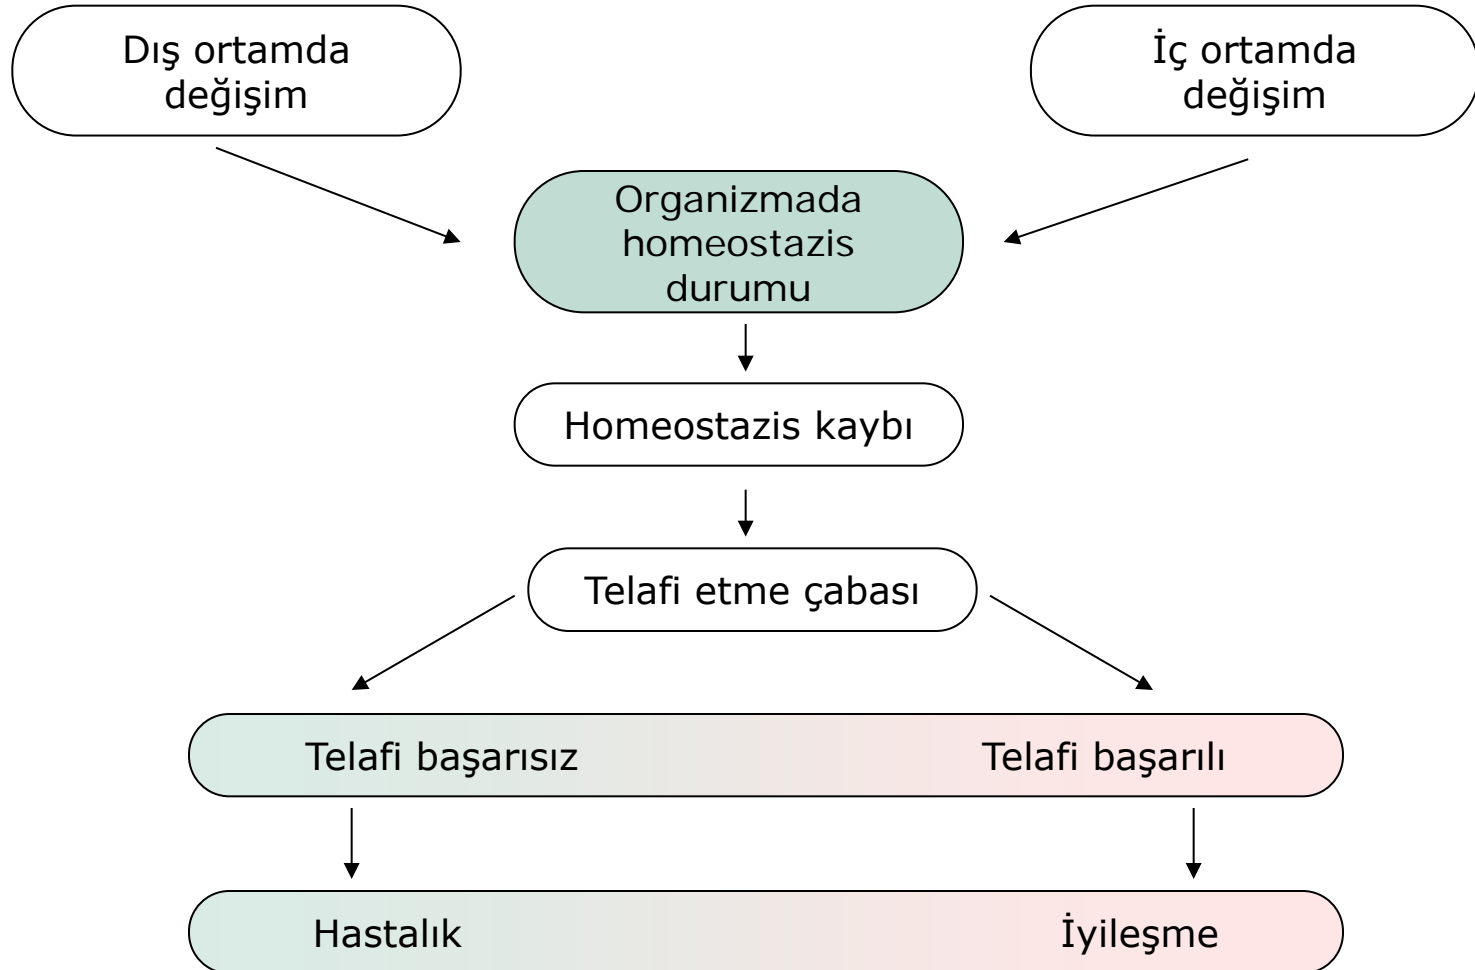 Dış ortamda
değişim
İç ortamda
değişim
Organizmada
homeostazis
durumu
Homeostazis kaybı
Telafi etme çabası
Telafi başarısız
Telafi başarılı
Hastalık
İyileşme